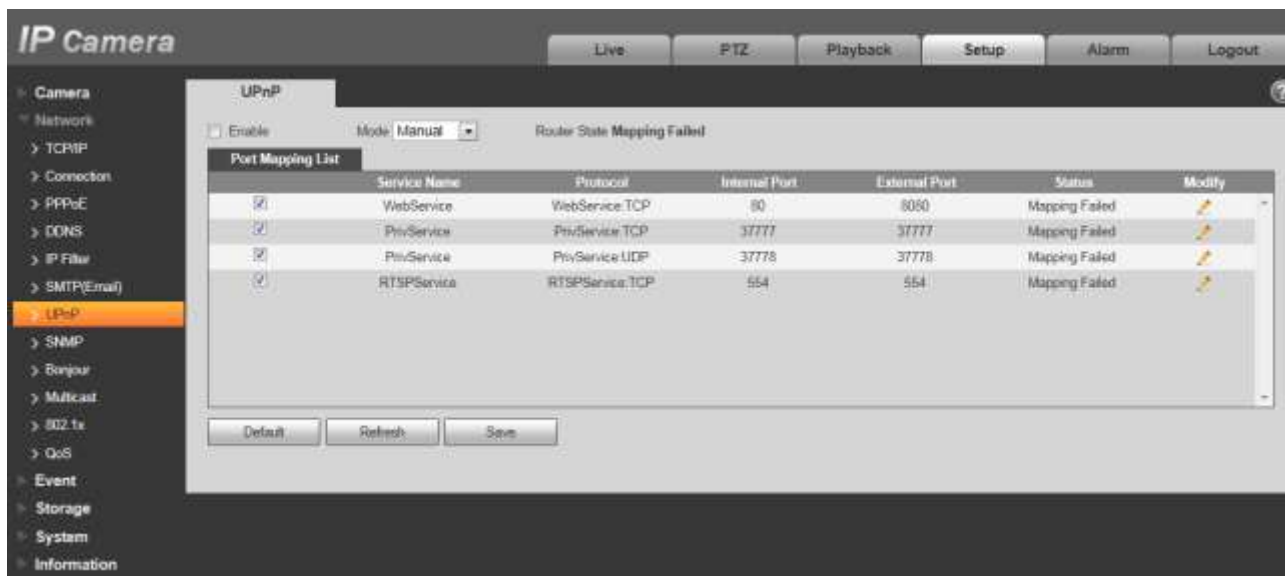 IP Camera
Live PTZ Playback Setup Alarm Logout
Camera
Network
TCP/IP
Connection
PPPoE
DDNS
IP Filter
SMTP(Email)
UPnP
SNMP
Bonjour
Multicast
802.1x
QoS
Event
Storage
System
Information
UPnP
Enable Mode Manual Router State Mapping Failed
Port Mapping List
Service Name Protocol Internal Port External Port Status Modify
WebService WebService:TCP 80 8080 Mapping Failed
PrivService PrivService:TCP 37777 37777 Mapping Failed
PrivService PrivService:UDP 37778 37778 Mapping Failed
RTSPService RTSPService:TCP 554 554 Mapping Failed
Default Refresh Save